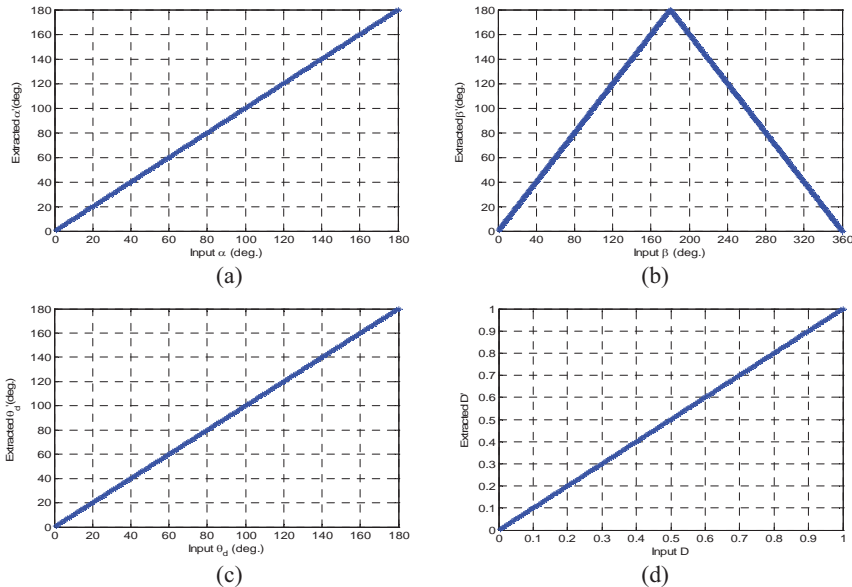 180
160
140
120
100
80
60
40
20
0
Extracted α'(deg.)
0 20 40 60 80 100 120 140 160 180
Input α (deg.)
(a)
180
160
140
120
100
80
60
40
20
0
Extracted β'(deg.)
0 40 80 120 160 200 240 280 320 360
Input β (deg.)
(b)
180
160
140
120
100
80
60
40
20
0
Extracted θ'd(deg.)
0 20 40 60 80 100 120 140 160 180
Input θd (deg.)
(c)
1
0.9
0.8
0.7
0.6
0.5
0.4
0.3
0.2
0.1
0
Extracted D'
0 0.1 0.2 0.3 0.4 0.5 0.6 0.7 0.8 0.9 1
Input D
(d)